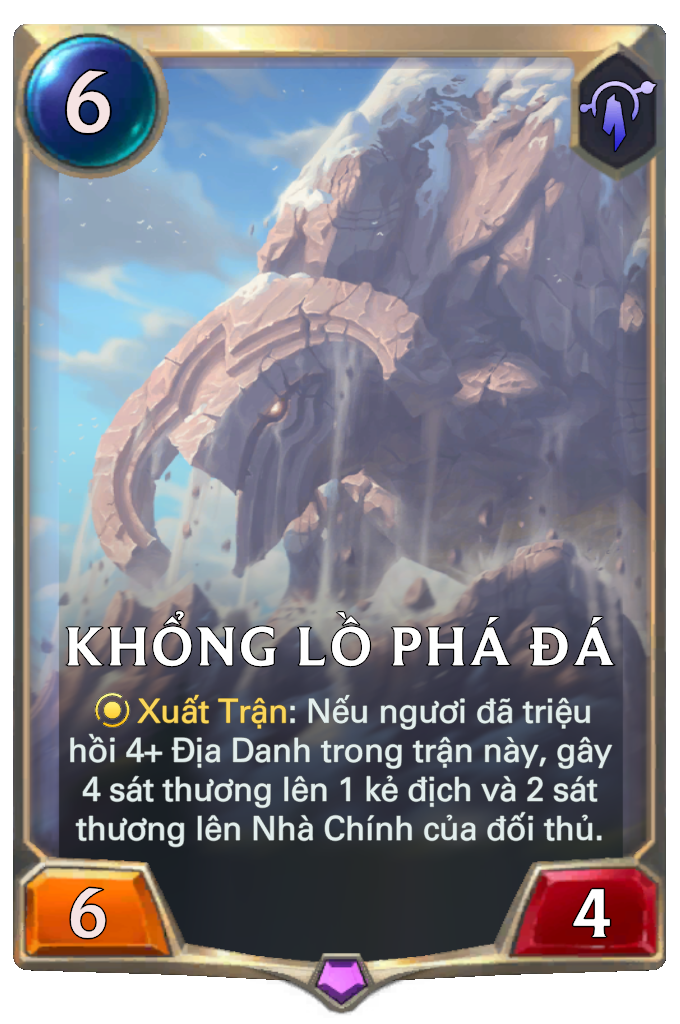 6
KHỔNG LỒ PHÁ ĐÁ
Xuất Trận: Nếu ngươi đã triệu
hồi 4+ Địa Danh trong trận này, gây
4 sát thương lên 1 kẻ địch và 2 sát
thương lên Nhà Chính của đối thủ.
6
4